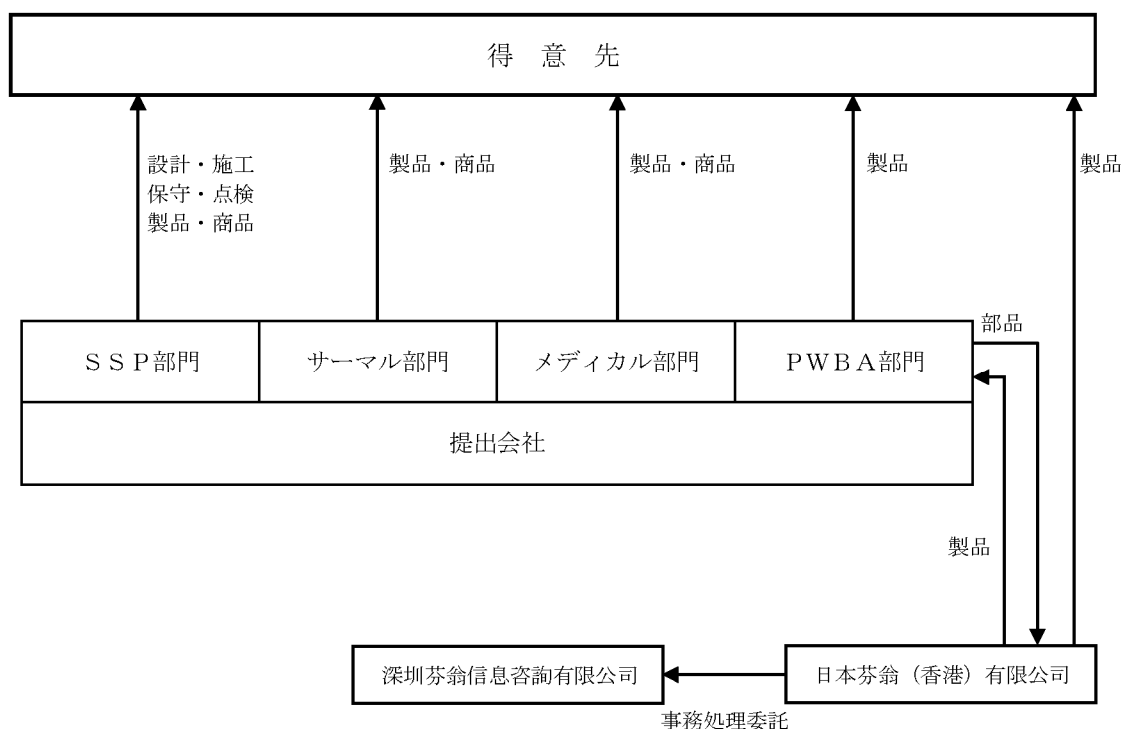 得 意 先
設計・施工
保守・点検
製品・商品
製品・商品
製品・商品
製品
製品
部品
ＳＳＰ部門
サーマル部門
メディカル部門
ＰＷＢＡ部門
提出会社
製品
深圳芬翁信息咨詢有限公司
日本芬翁（香港）有限公司
事務処理委託